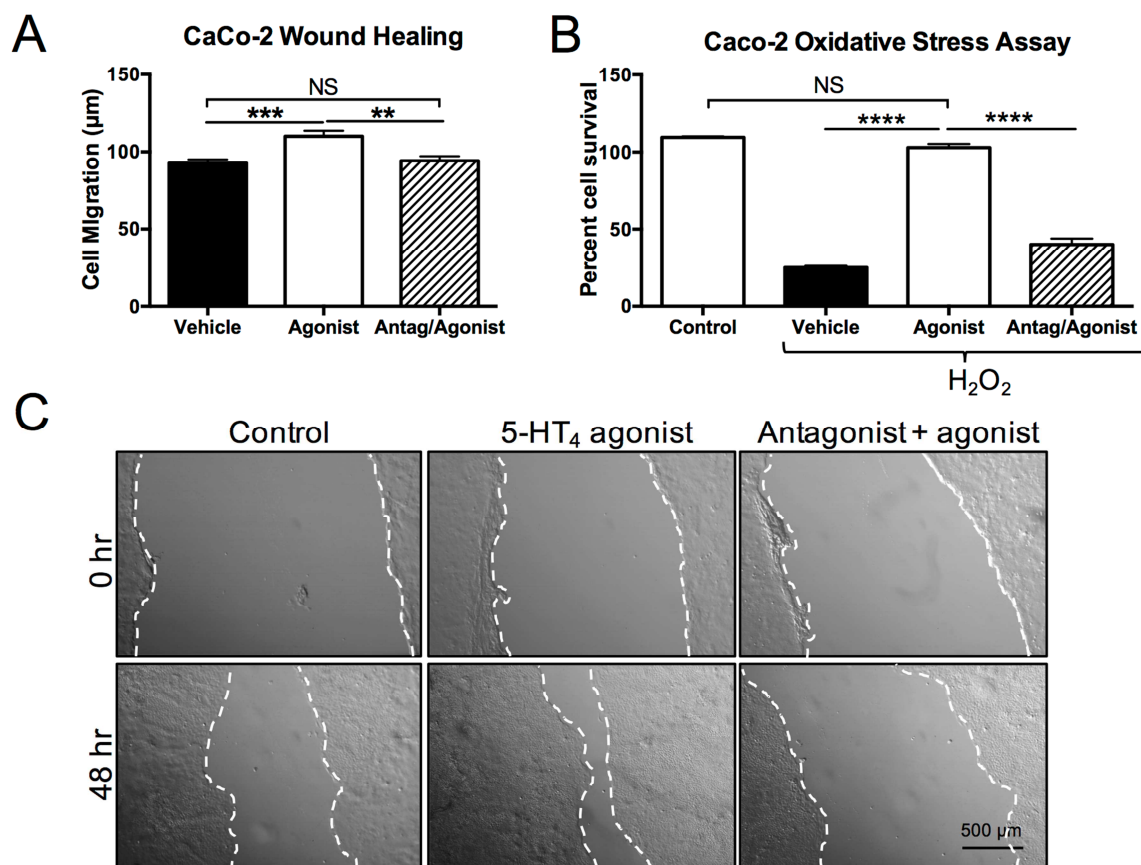 A
CaCo-2 Wound Healing
Cell MIgration (µm)
150
100
50
0
NS
***
**
Vehicle
Agonist
Antag/Agonist
B
Caco-2 Oxidative Stress Assay
Percent cell survival
150
100
50
0
NS
****
****
Control
Vehicle
Agonist
Antag/Agonist
H₂O₂
C
Control
5-HT₄ agonist
Antagonist + agonist
0 hr
48 hr
500 µm